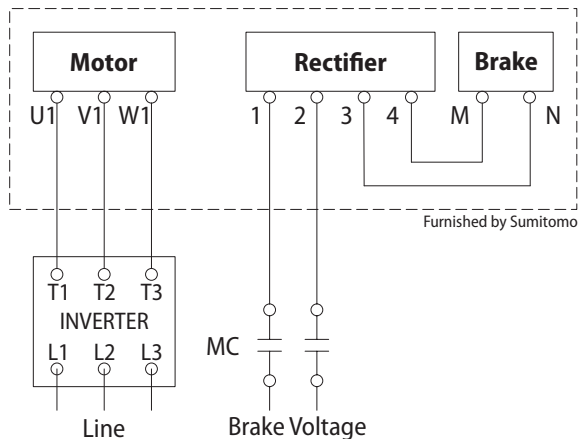 Motor Rectifier Brake
U1 V1 W1 1 2 3 4 M N
Furnished by Sumitomo
T1 T2 T3
INVERTER
L1 L2 L3
MC
Line Brake Voltage